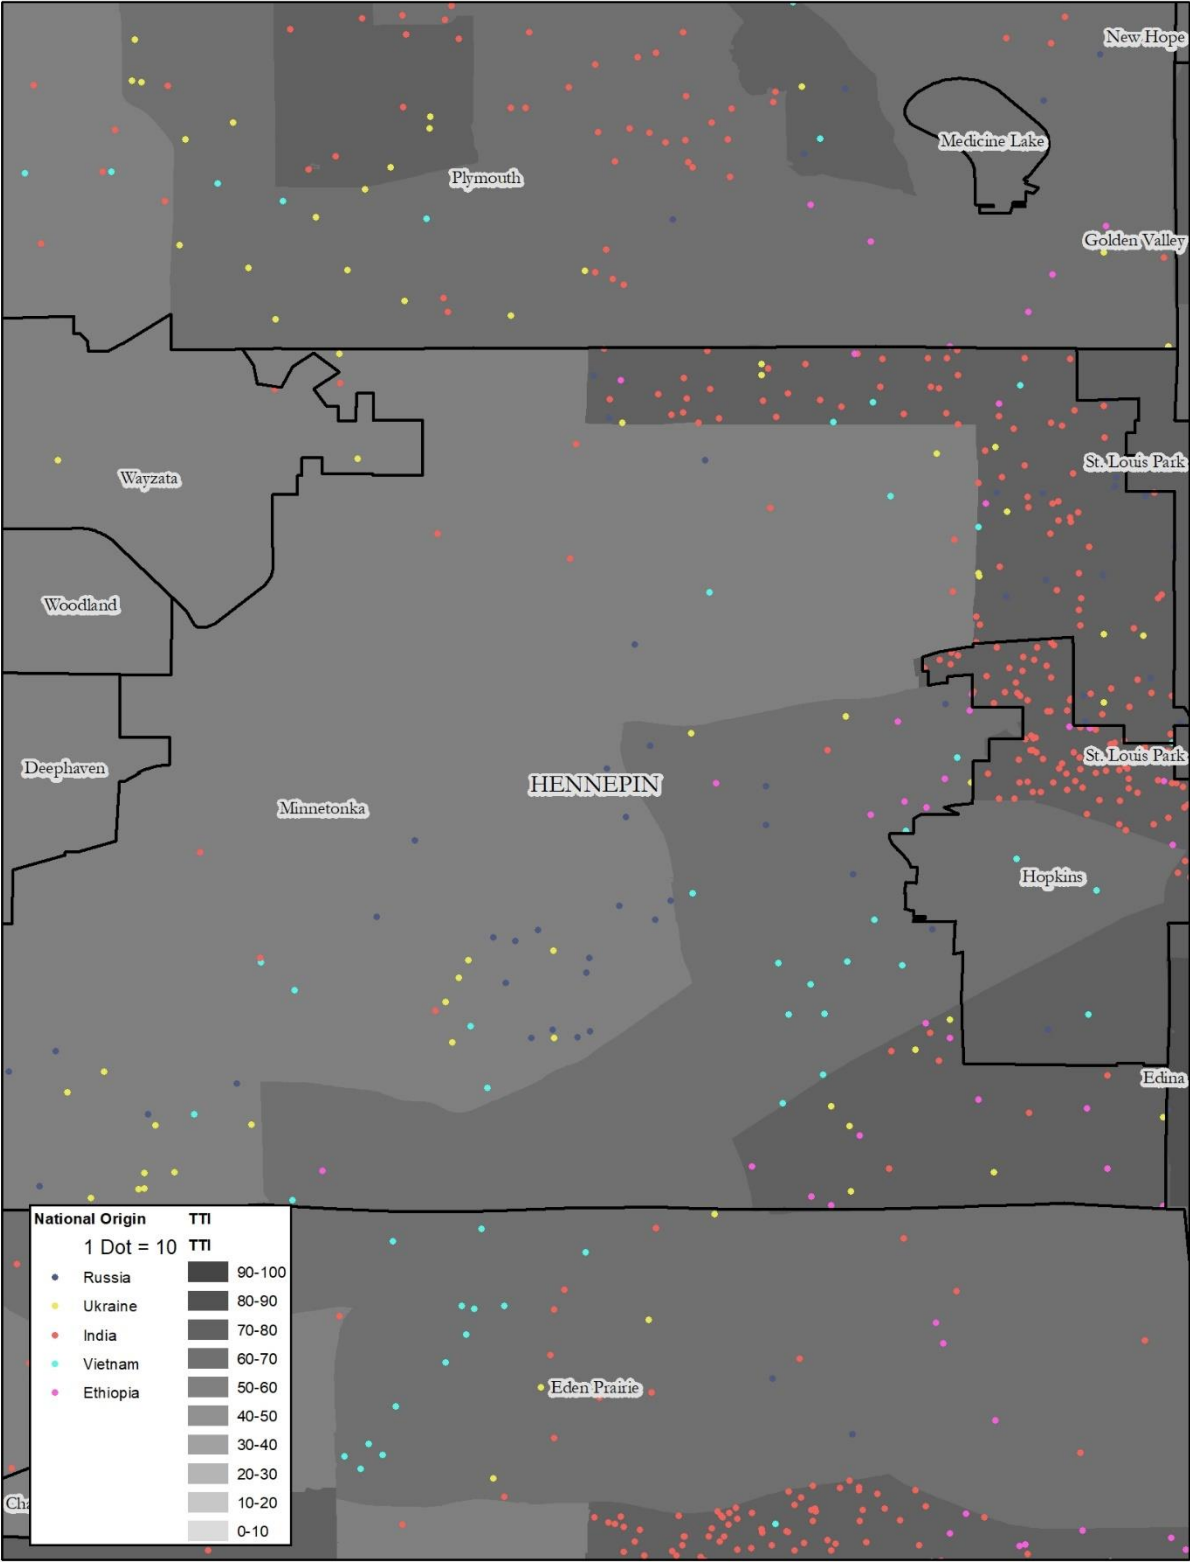 New Hope
Medicine Lake
Plymouth
Golden Valley
St. Louis Park
Wayzata
Woodland
St. Louis Park
Deephaven
HENNEPIN
Minnetonka
Hopkins
Edina
National Origin TTI
1 Dot = 10 TTI
Russia 90-100
Ukraine 80-90
India 70-80
Vietnam 60-70
Ethiopia 50-60
40-50
30-40
20-30
10-20
0-10
Eden Prairie
Cha